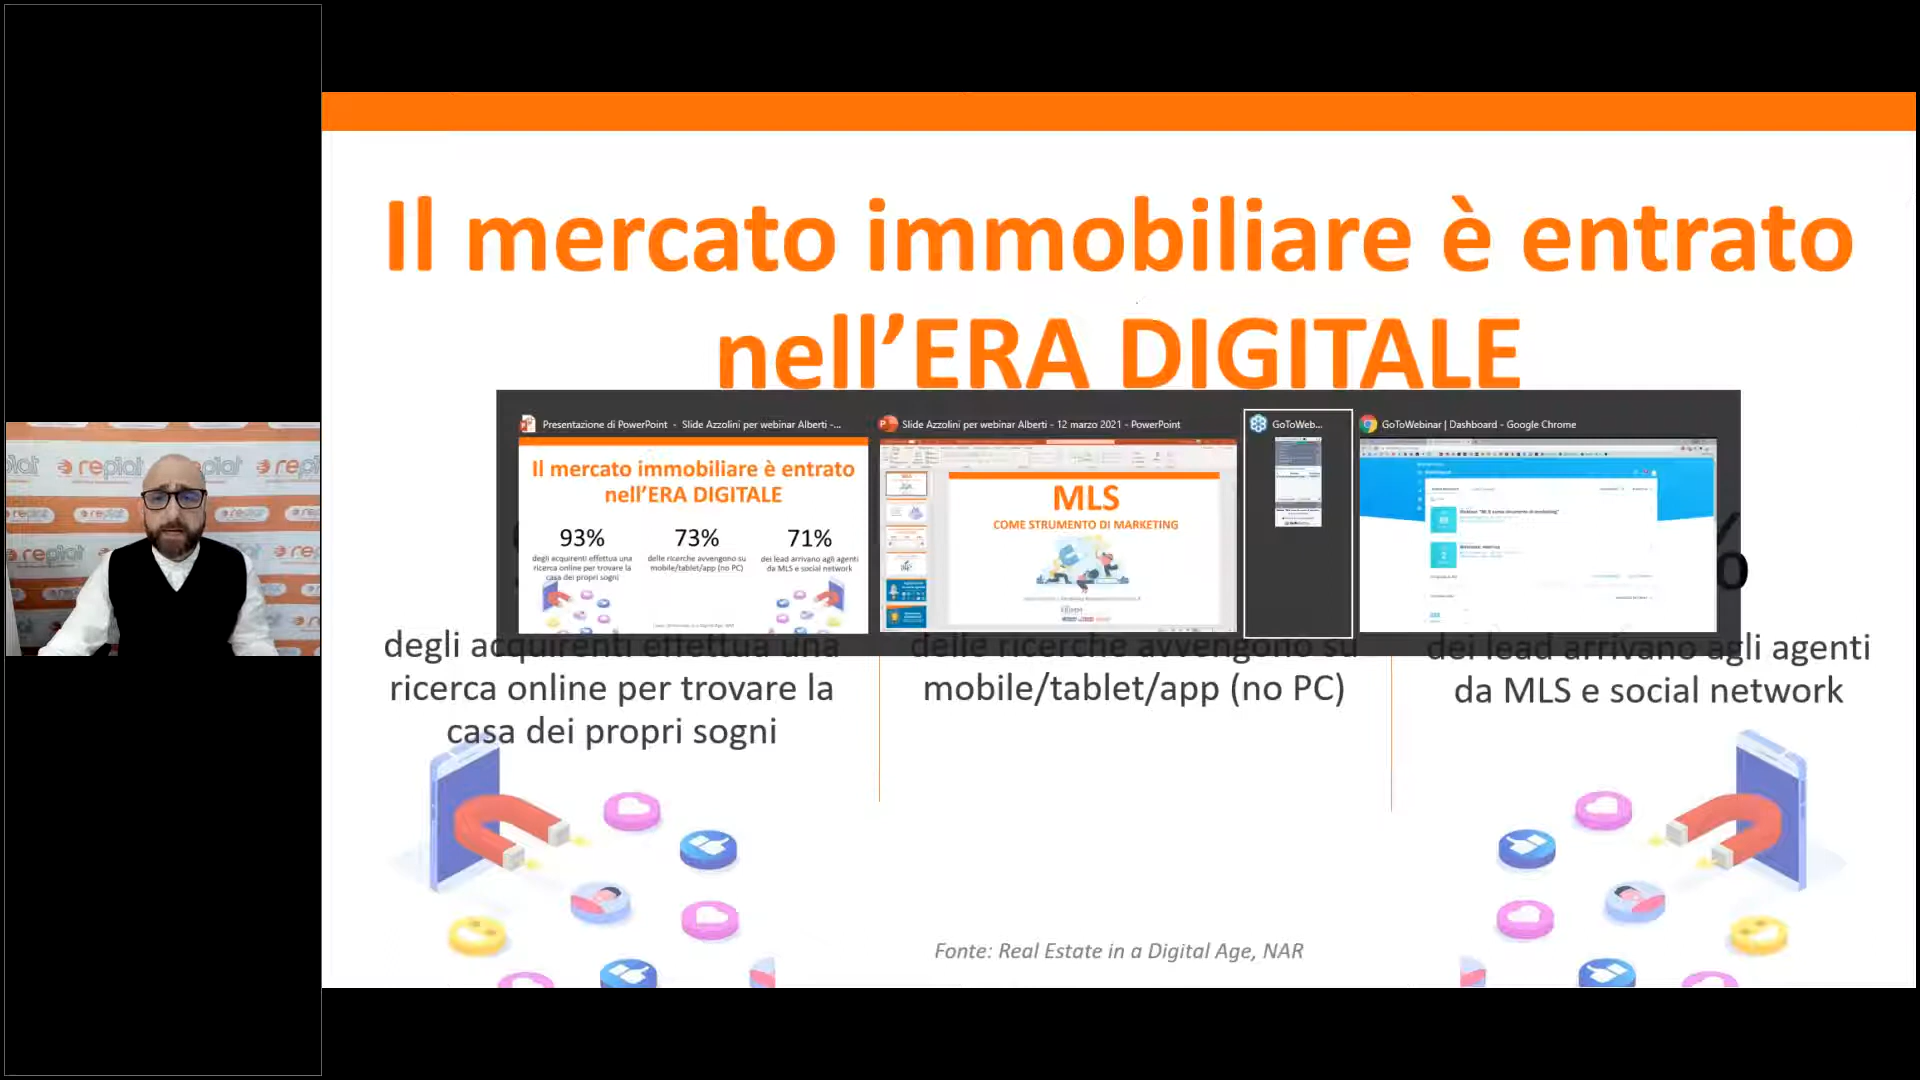 Il mercato immobiliare è entrato
nell'ERA DIGITALE
Presentazione di PowerPoint - Slide Azzolini per webinar Alberti -...
Slide Azzolini per webinar Alberti - 12 marzo 2021 - PowerPoint
GoToWeb...
GoToWebinar | Dashboard - Google Chrome
Il mercato immobiliare è entrato
nell'ERA DIGITALE
93%
73%
71%
degli acquirenti effettua una
ricerca online per trovare la
casa dei propri sogni
delle ricerche avvengono su
mobile/tablet/app (no PC)
dei lead arrivano agli agenti
da MLS e social network
MLS
COME STRUMENTO DI MARKETING
degli acquirenti effettua una
ricerca online per trovare la
casa dei propri sogni
delle ricerche avvengono su
mobile/tablet/app (no PC)
dei lead arrivano agli agenti
da MLS e social network
Fonte: Real Estate in a Digital Age, NAR
replat
replat
replat
replat